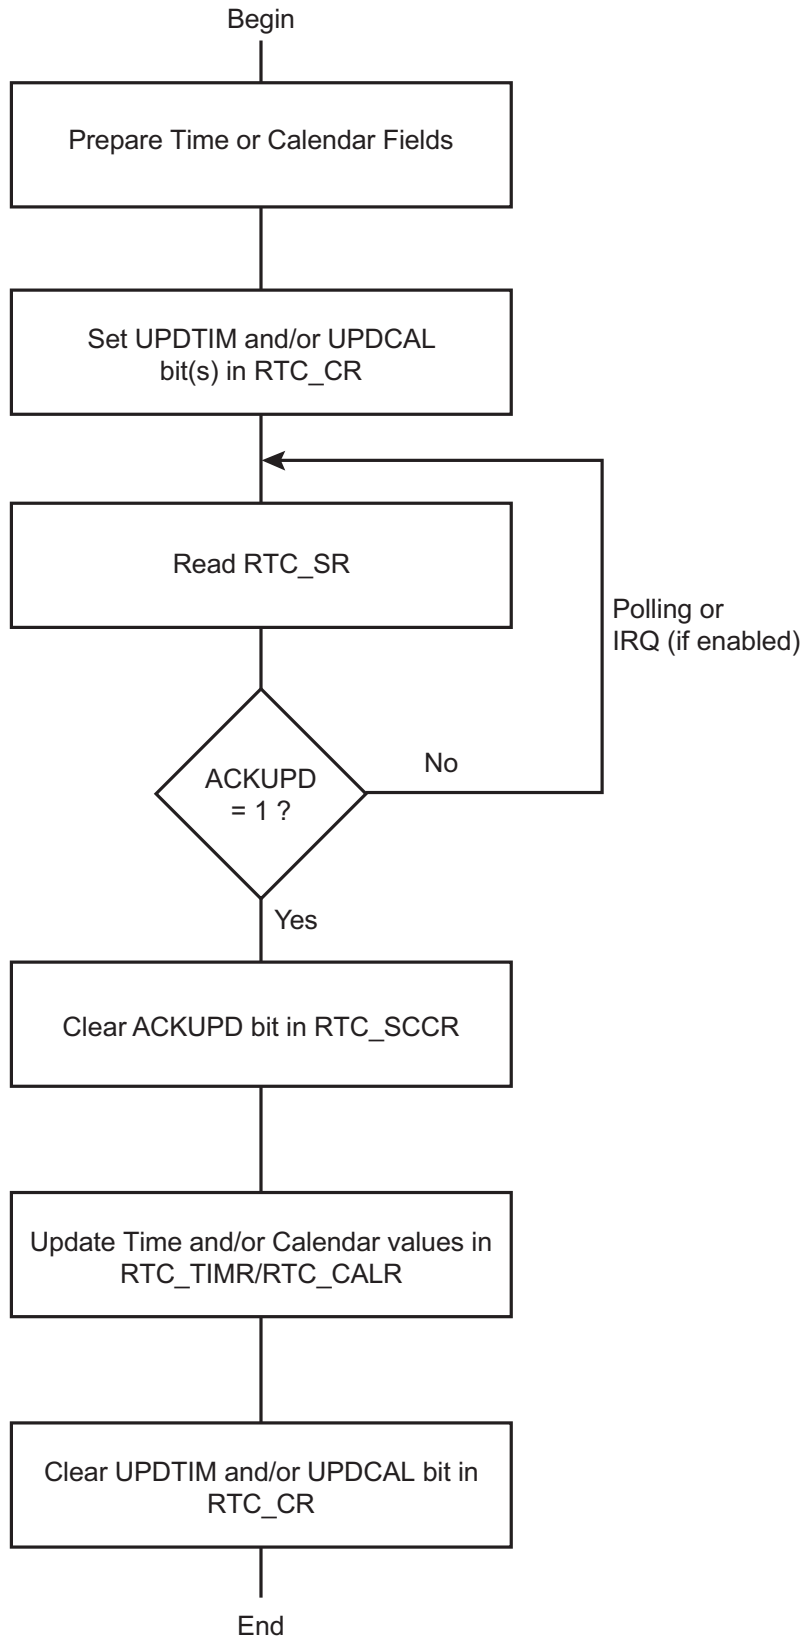 Begin
Prepare Time or Calendar Fields
Set UPDTIM and/or UPDCAL
bit(s) in RTC_CR
Read RTC_SR
Polling or
IRQ (if enabled)
ACKUPD
= 1 ?
No
Yes
Clear ACKUPD bit in RTC_SCCR
Update Time and/or Calendar values in
RTC_TIMR/RTC_CALR
Clear UPDTIM and/or UPDCAL bit in
RTC_CR
End